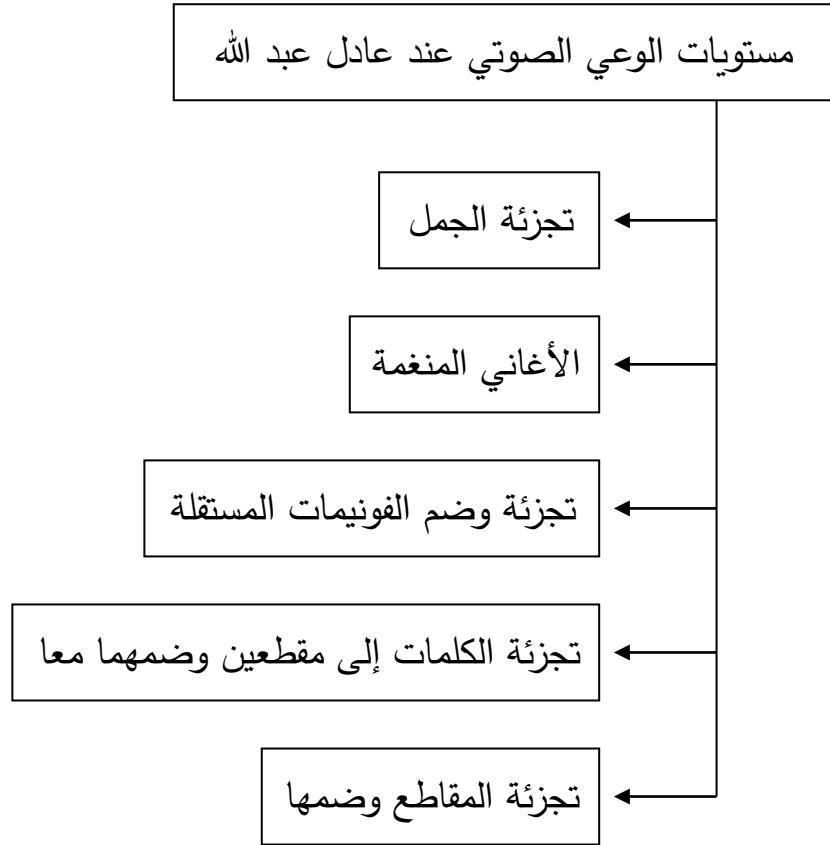 مستويات الوعي الصوتي عند عادل عبد الله
تجزئة الجمل
الأغاني المنغمة
تجزئة وضم الفونيمات المستقلة
تجزئة الكلمات إلى مقطعين وضمهما معا
تجزئة المقاطع وضمها